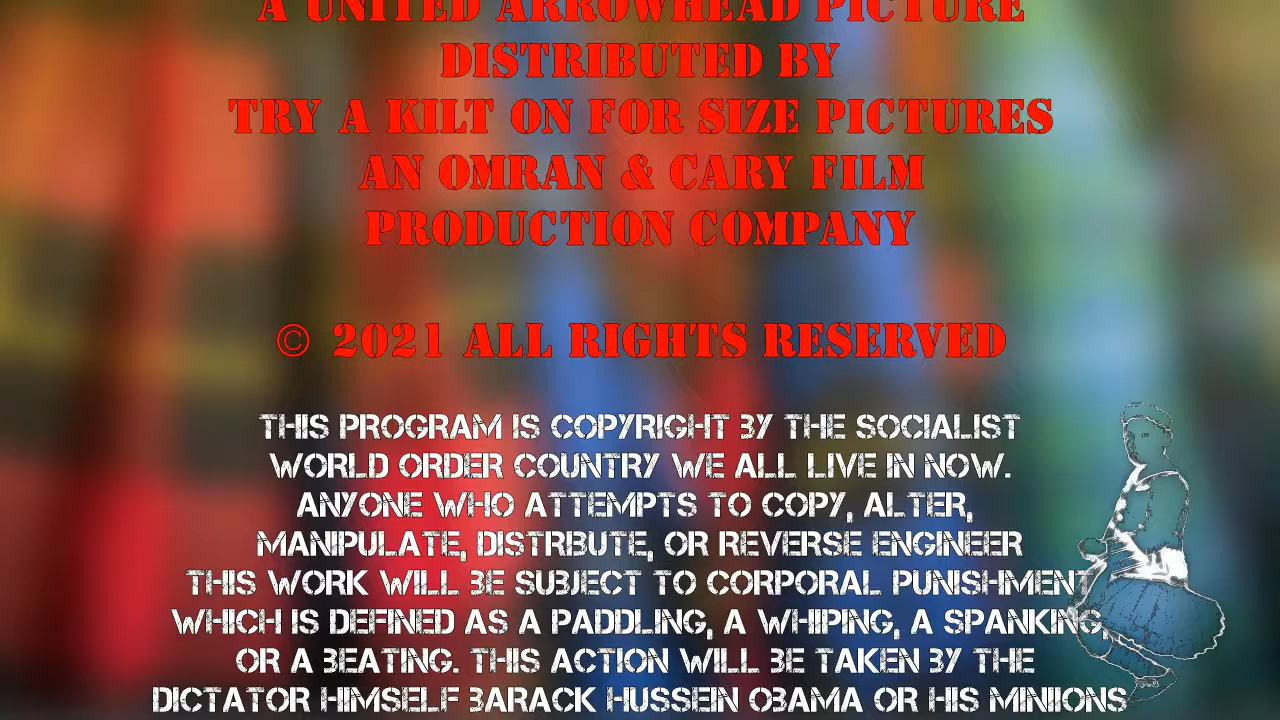 A UNITED ARROWHEAD PICTURE
DISTRIBUTED BY
TRY A KILT ON FOR SIZE PICTURES
AN OMRAN & CARY FILM
PRODUCTION COMPANY
© 2021 ALL RIGHTS RESERVED
THIS PROGRAM IS COPYRIGHT BY THE SOCIALIST
WORLD ORDER COUNTRY WE ALL LIVE IN NOW.
ANYONE WHO ATTEMPTS TO COPY, ALTER,
MANIPULATE, DISTRBUTE, OR REVERSE ENGINEER
THIS WORK WILL BE SUBJECT TO CORPORAL PUNISHMENT
WHICH IS DEFINED AS A PADDLING, A WHIPING, A SPANKING,
OR A BEATING. THIS ACTION WILL BE TAKEN BY THE
DICTATOR HIMSELF BARACK HUSSEIN OBAMA OR HIS MINIIONS